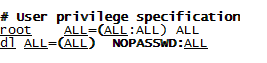 # User privilege specification
root    ALL=(ALL:ALL) ALL
dl ALL=(ALL)  NOPASSWD:ALL